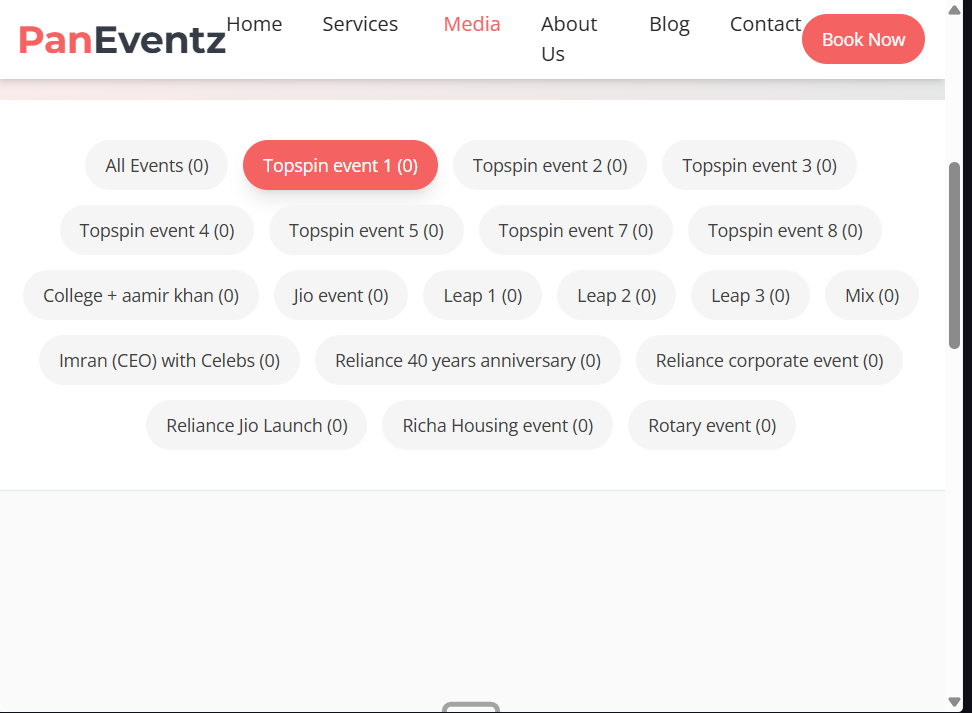 PanEventz Home Services Media About Us Blog Contact Book Now
All Events (0) Topspin event 1 (0) Topspin event 2 (0) Topspin event 3 (0)
Topspin event 4 (0) Topspin event 5 (0) Topspin event 7 (0) Topspin event 8 (0)
College + aamir khan (0) Jio event (0) Leap 1 (0) Leap 2 (0) Leap 3 (0) Mix (0)
Imran (CEO) with Celebs (0) Reliance 40 years anniversary (0) Reliance corporate event (0)
Reliance Jio Launch (0) Richa Housing event (0) Rotary event (0)